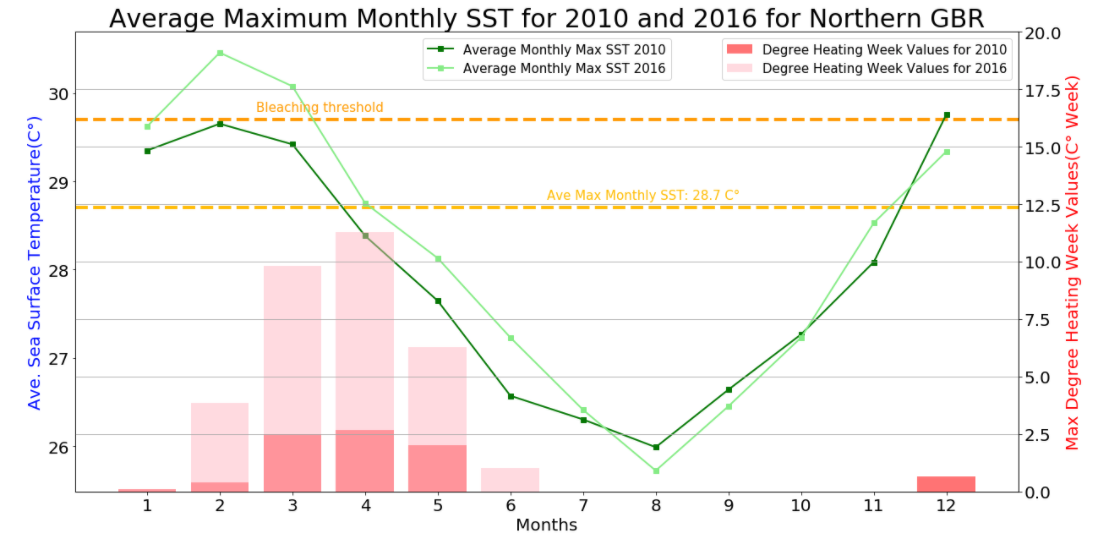 Average Maximum Monthly SST for 2010 and 2016 for Northern GBR
Average Monthly Max SST 2010
Average Monthly Max SST 2016
Degree Heating Week Values for 2010
Degree Heating Week Values for 2016
Bleaching threshold
Ave Max Monthly SST: 28.7 C°
Ave. Sea Surface Temperature(C°)
30
29
28
27
26
20.0
17.5
15.0
12.5
10.0
7.5
5.0
2.5
0.0
Max Degree Heating Week Values(C° Week)
1 2 3 4 5 6 7 8 9 10 11 12
Months